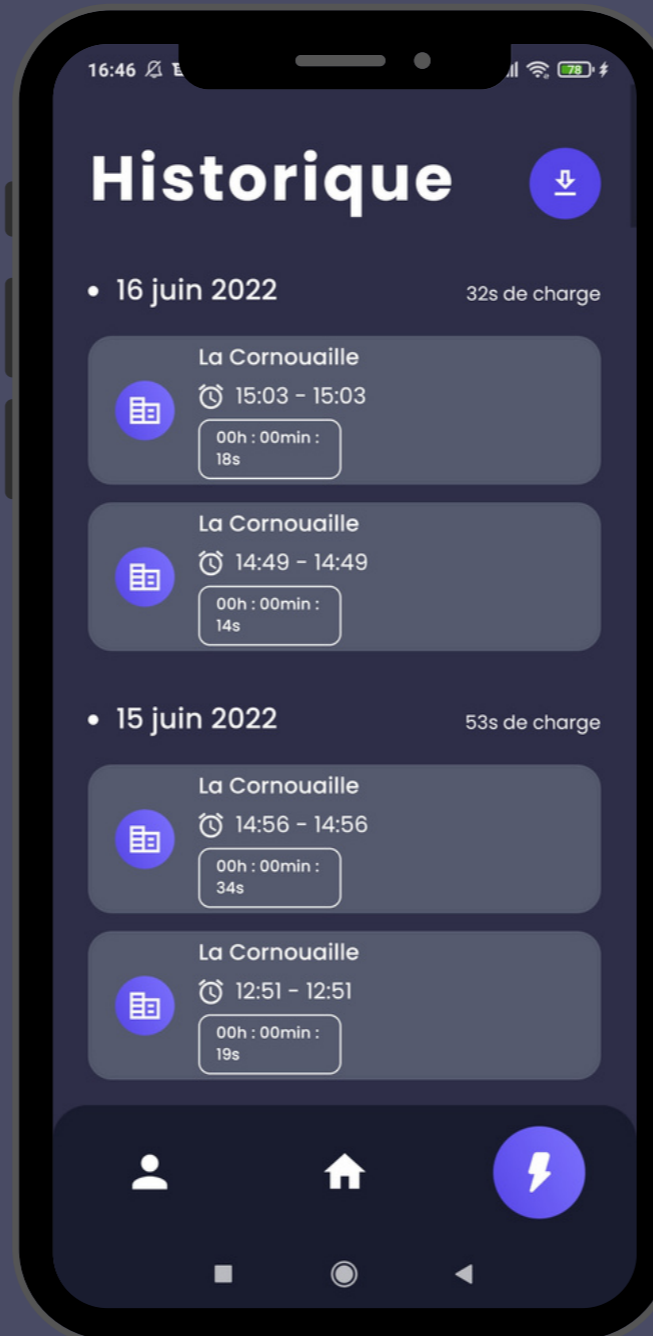 16:46
78
Historique
• 16 juin 2022
32s de charge
La Cornouaille
15:03 - 15:03
00h : 00min :
18s
La Cornouaille
14:49 - 14:49
00h : 00min :
14s
• 15 juin 2022
53s de charge
La Cornouaille
14:56 - 14:56
00h : 00min :
34s
La Cornouaille
12:51 - 12:51
00h : 00min :
19s